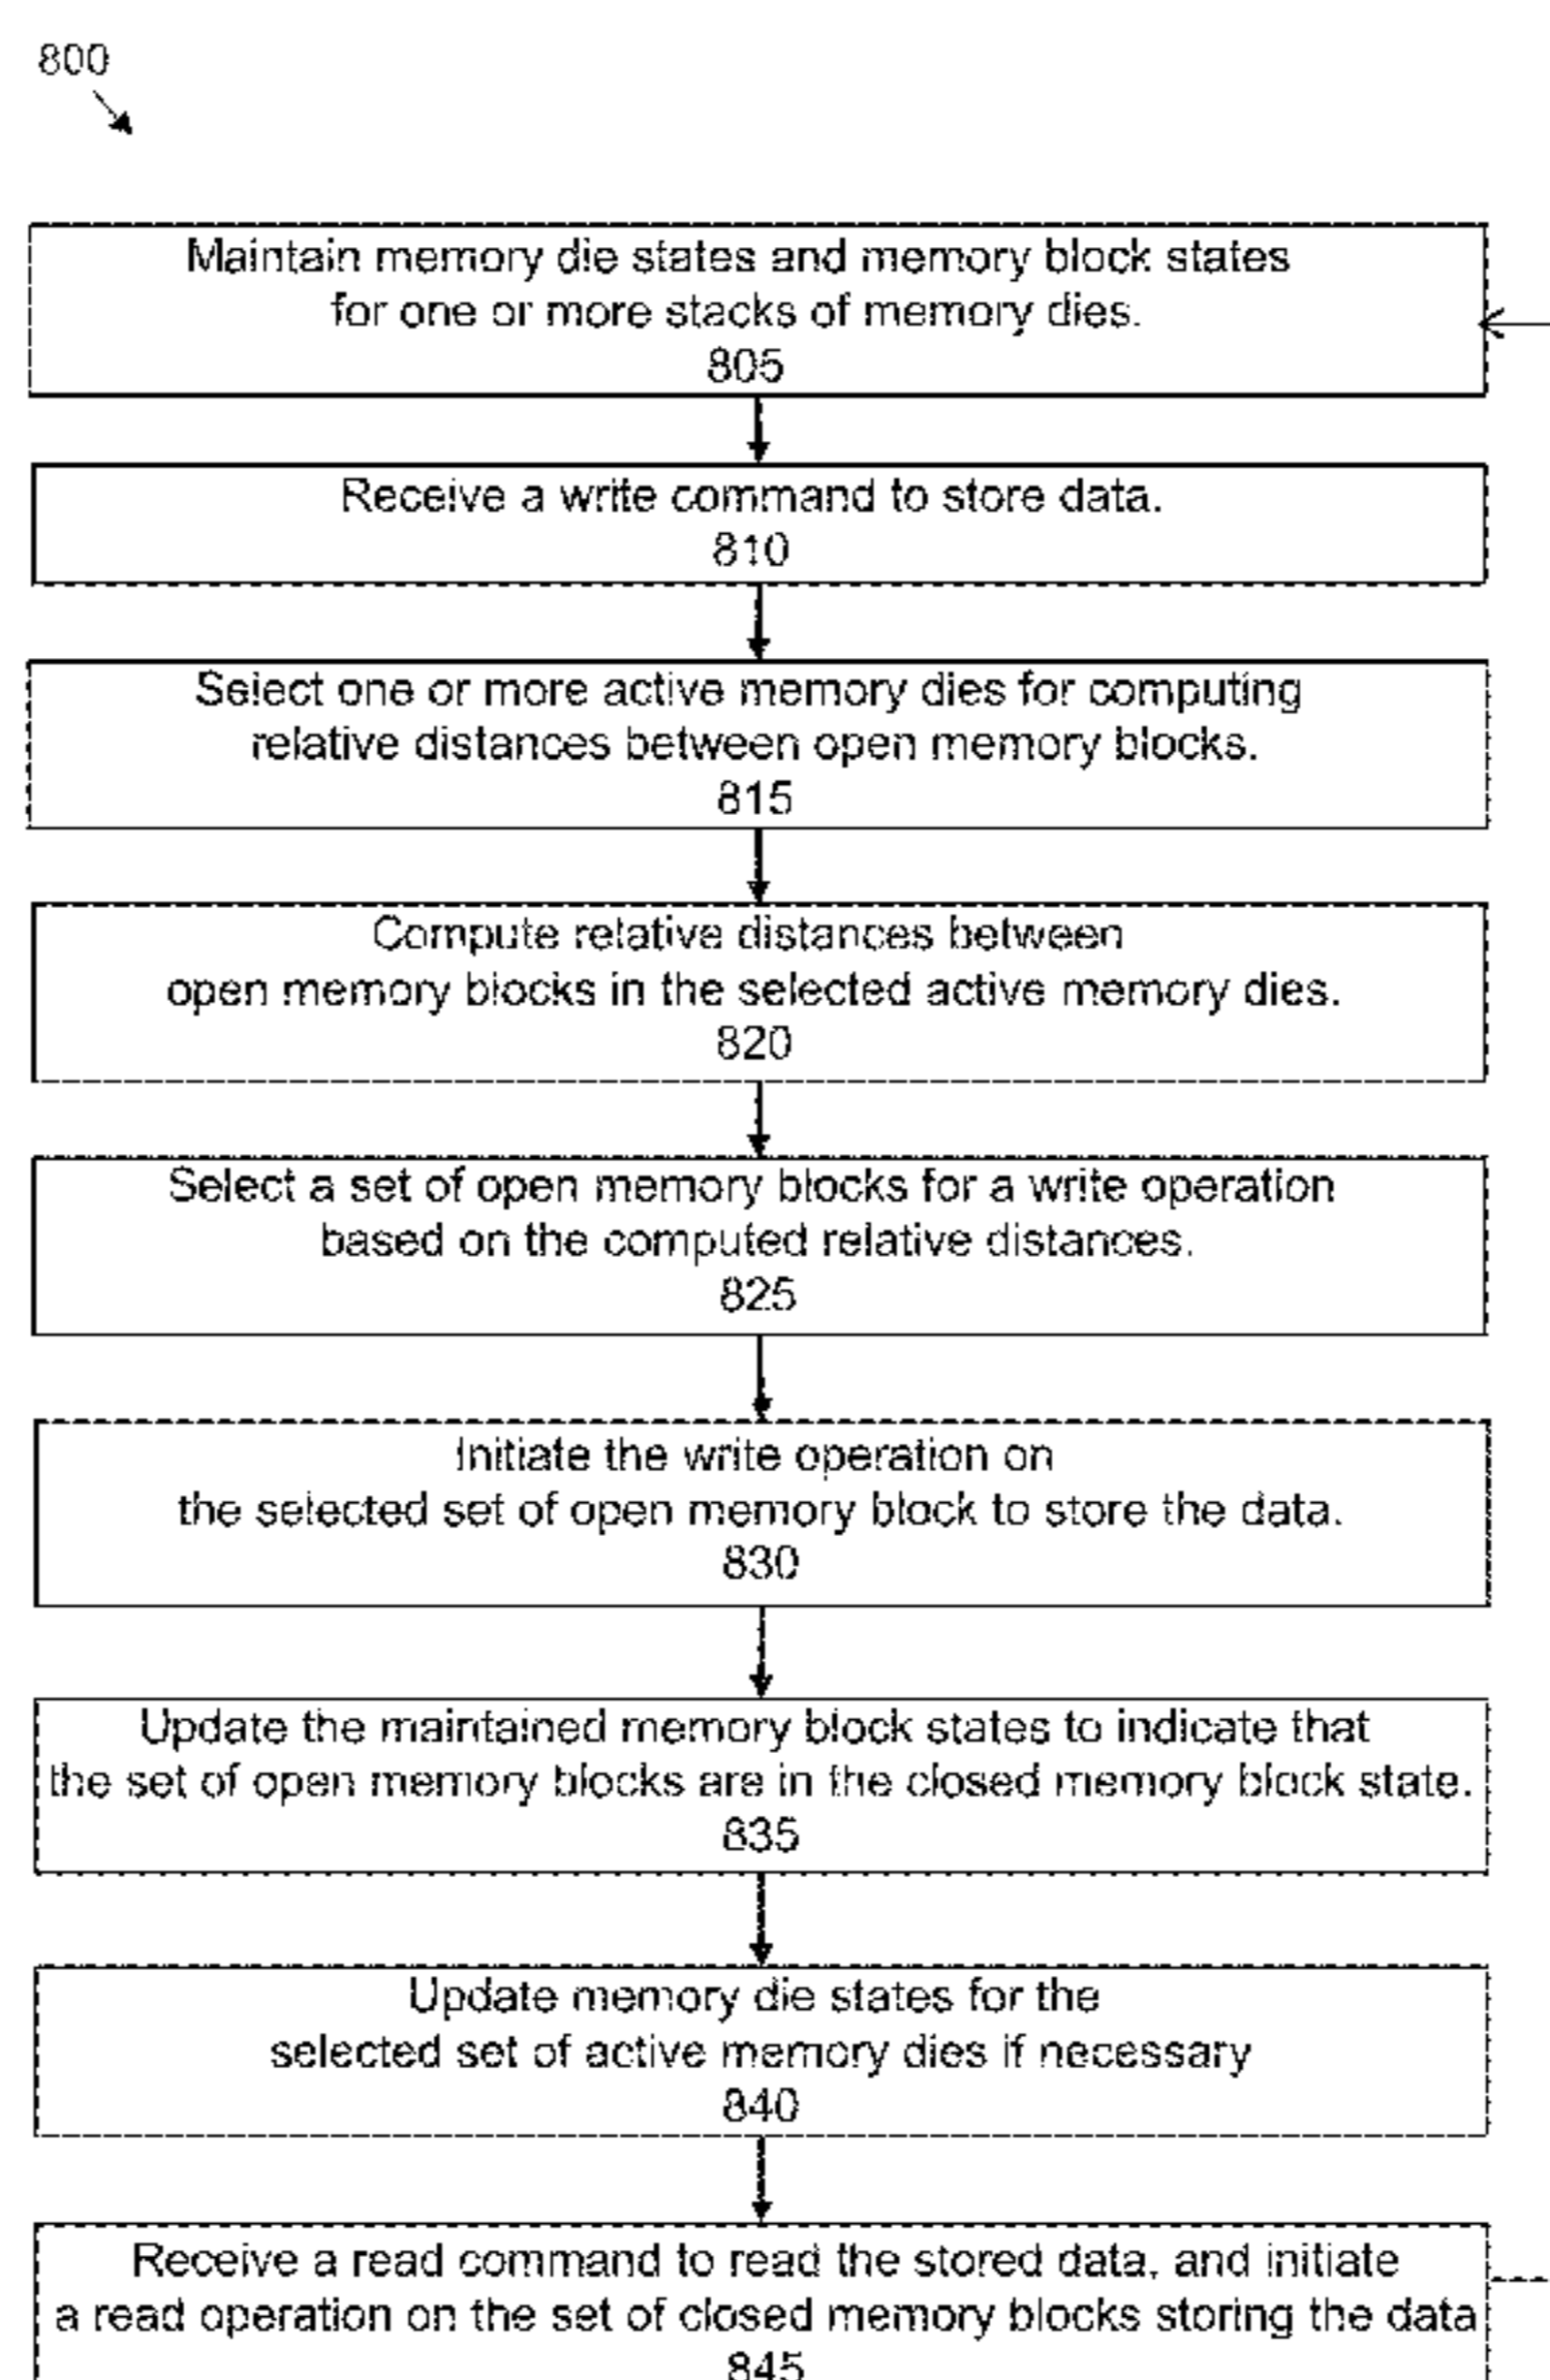 800
Maintain memory die states and memory block states
for one or more stacks of memory dies.
805
Receive a write command to store data.
810
Select one or more active memory dies for computing
relative distances between open memory blocks.
815
Compute relative distances between
open memory blocks in the selected active memory dies.
820
Select a set of open memory blocks for a write operation
based on the computed relative distances.
825
Initiate the write operation on
the selected set of open memory block to store the data.
830
Update the maintained memory block states to indicate that
the set of open memory blocks are in the closed memory block state.
835
Update memory die states for the
selected set of active memory dies if necessary
840
Receive a read command to read the stored data, and initiate
a read operation on the set of closed memory blocks storing the data
845